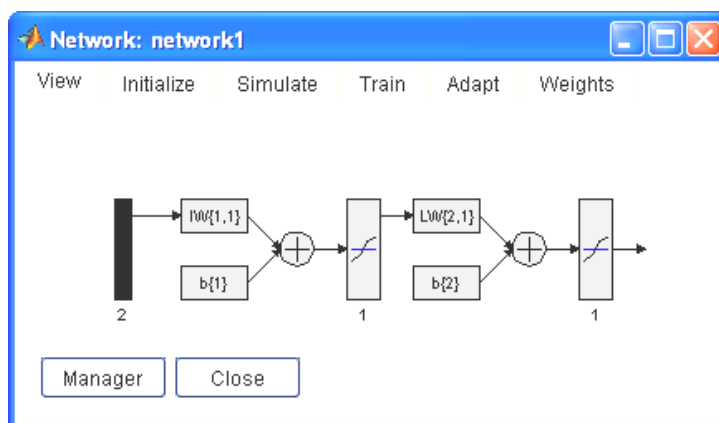 Network: network1
View Initialize Simulate Train Adapt Weights
IW{1,1} LW{2,1}
b{1} b{2}
2 1 1
Manager Close